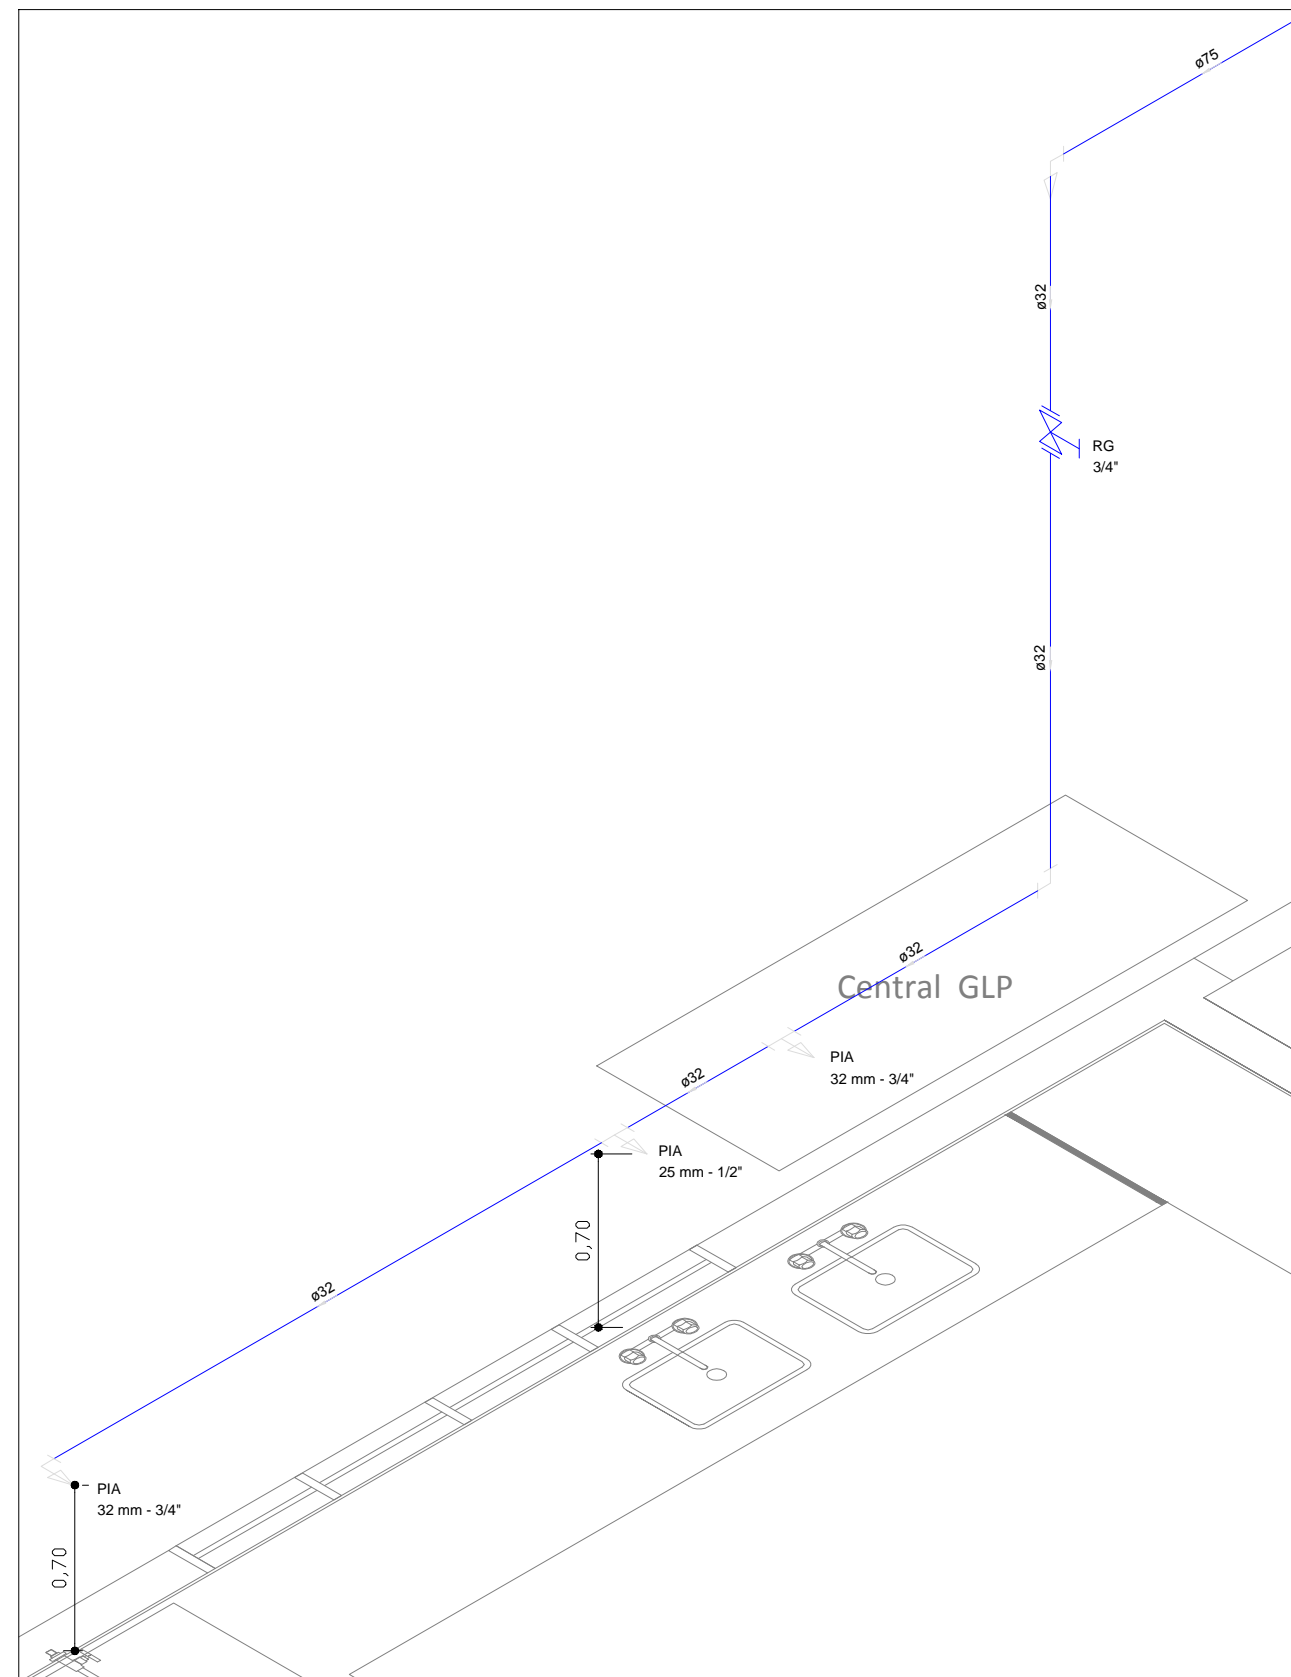 ø75
ø32
RG
3/4"
ø32
ø32
Central GLP
PIA
32 mm - 3/4"
ø32
PIA
25 mm - 1/2"
0,70
ø32
PIA
32 mm - 3/4"
0,70